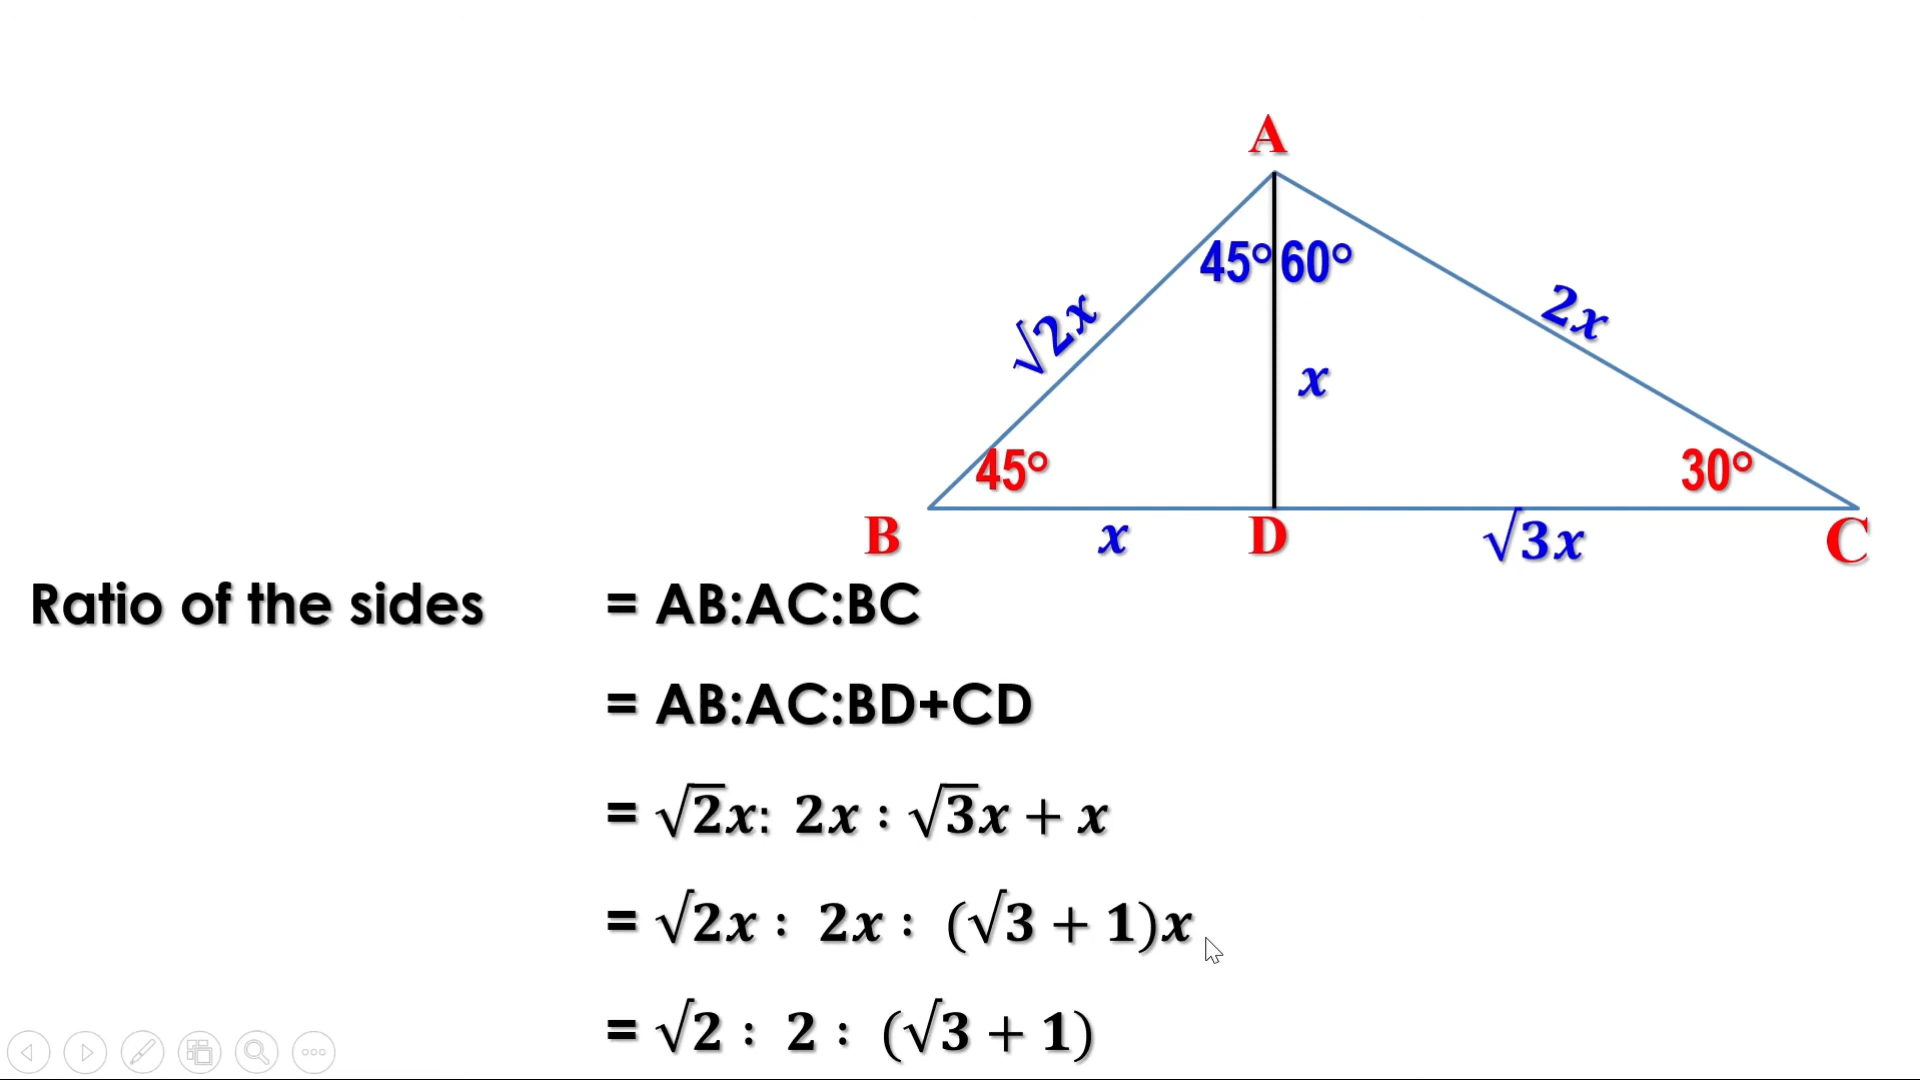 A
45° 60°
√2x
2x
x
45°
30°
B
x
D
√3x
C
Ratio of the sides = AB:AC:BC
= AB:AC:BD+CD
= √2x: 2x : √3x + x
= √2x : 2x : (√3 + 1)x
= √2 : 2 : (√3 + 1)